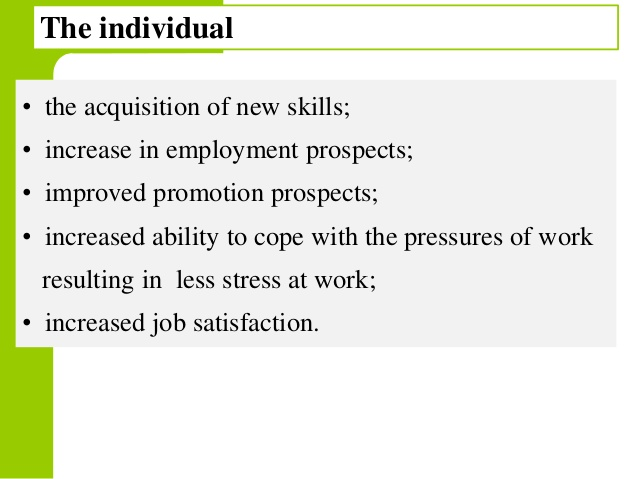 The individual
• the acquisition of new skills;
• increase in employment prospects;
• improved promotion prospects;
• increased ability to cope with the pressures of work
resulting in  less stress at work;
• increased job satisfaction.